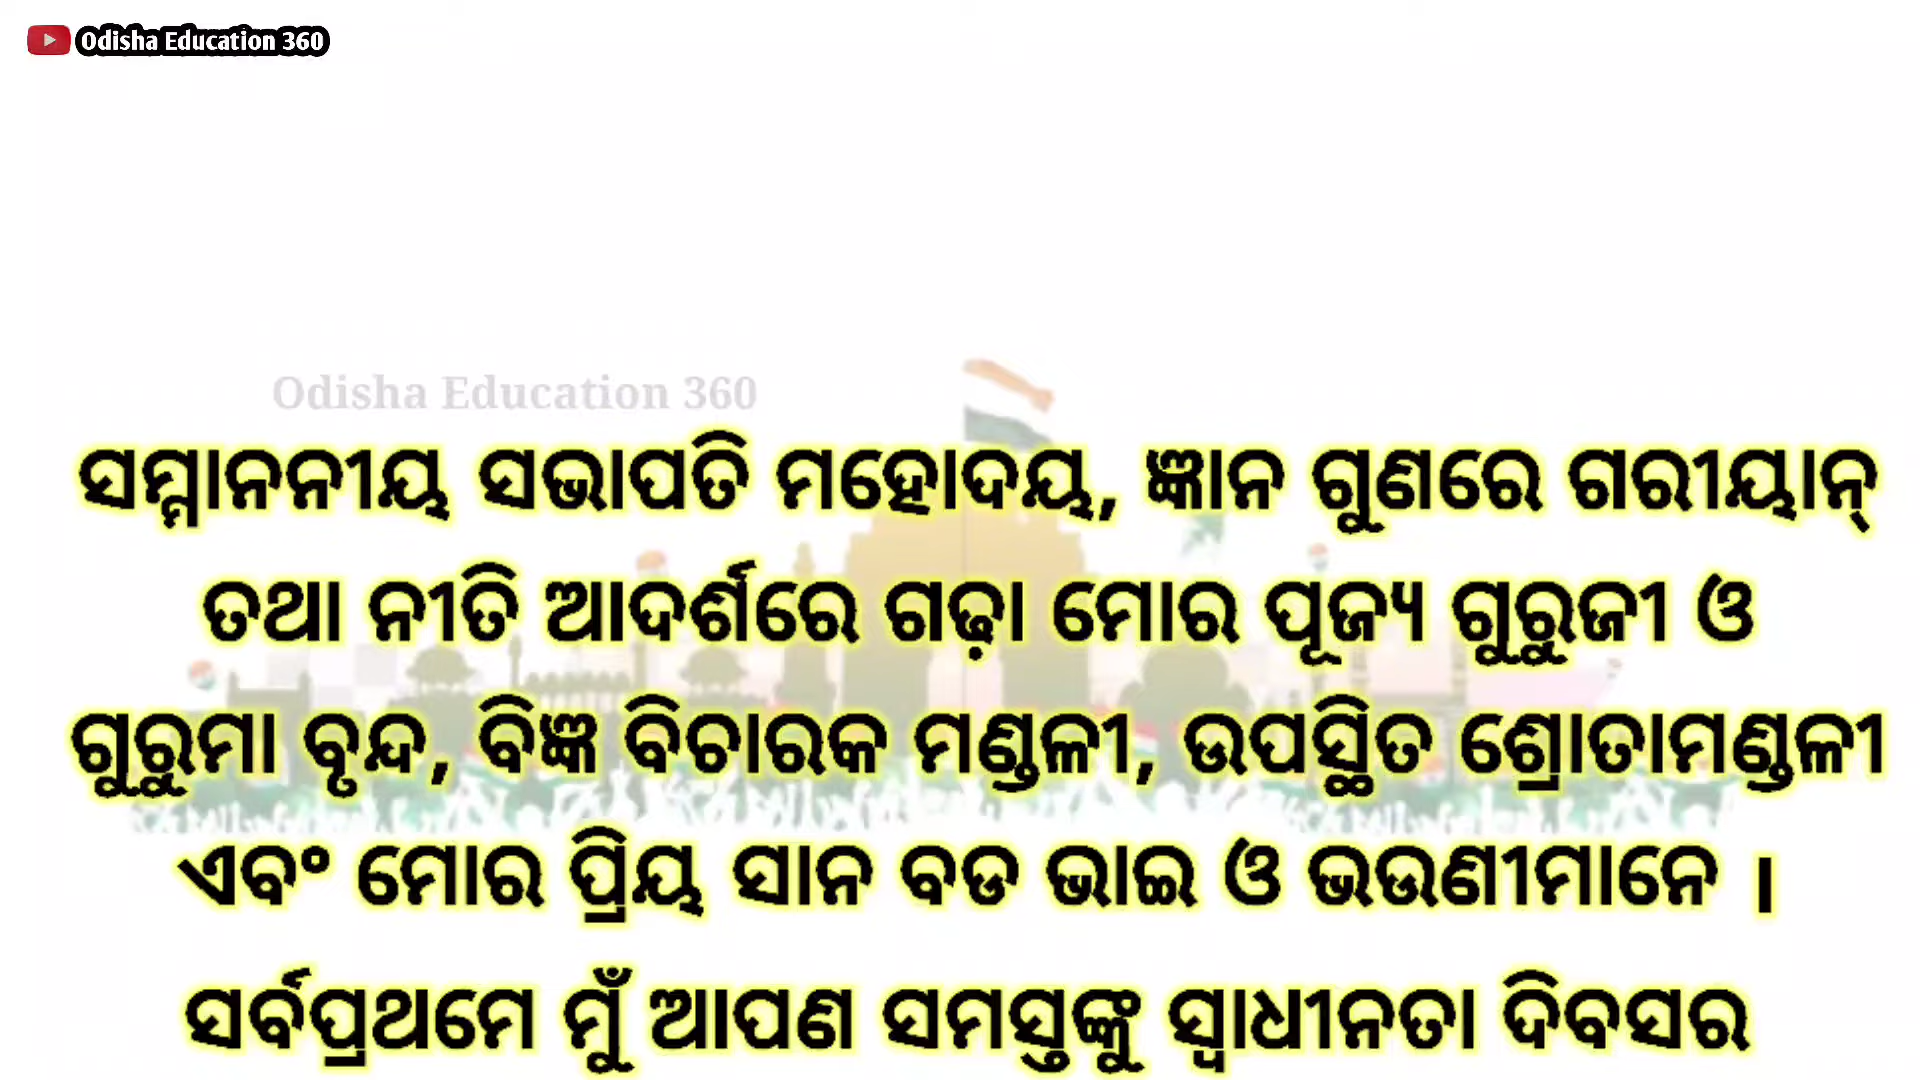 Odisha Education 360
Odisha Education 360
ସମ୍ମାନନୀୟ ସଭାପତି ମହୋଦୟ, ଜ୍ଞାନ ଗୁଣରେ ଗରୀୟାନ୍
ତଥା ନୀତି ଆଦର୍ଶରେ ଗଢ଼ା ମୋର ପୂଜ୍ୟ ଗୁରୁଜୀ ଓ
ଗୁରୁମା ବୃନ୍ଦ, ବିଜ୍ଞ ବିଚାରକ ମଣ୍ଡଳୀ, ଉପସ୍ଥିତ ଶ୍ରୋତାମଣ୍ଡଳୀ
ଏବଂ ମୋର ପ୍ରିୟ ସାନ ବଡ ଭାଇ ଓ ଭଉଣୀମାନେ ।
ସର୍ବପ୍ରଥମେ ମୁଁ ଆପଣ ସମସ୍ତଙ୍କୁ ସ୍ୱାଧୀନତା ଦିବସର